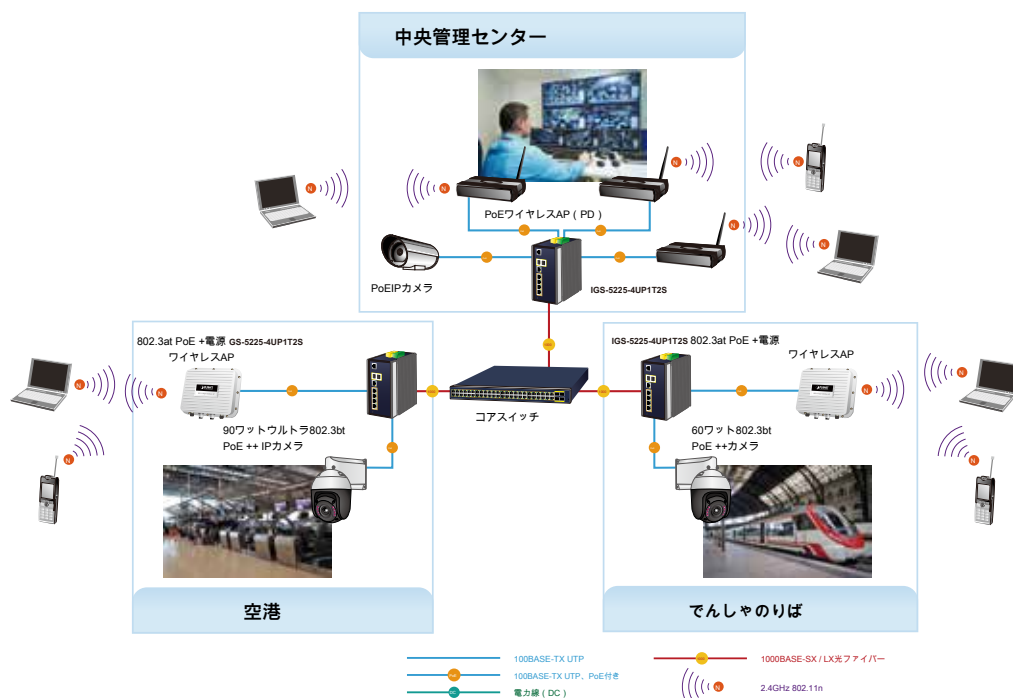 中央管理センター
N
N
N
N
N
N
PoEワイヤレスAP ( PD )
PoEIPカメラ
IGS-5225-4UP1T2S
802.3at PoE +電源 GS-5225-4UP1T2S
ワイヤレスAP
IGS-5225-4UP1T2S 802.3at PoE +電源
ワイヤレスAP
N
N
N
N
コアスイッチ
90ワットウルトラ802.3bt
PoE ++ IPカメラ
60ワット802.3bt
PoE ++カメラ
N
N
空港
でんしゃのりば
100BASE-TX UTP
1000BASE-SX / LX光ファイバー
PoE
100BASE-TX UTP、PoE付き
DC
電力線 ( DC )
N
2.4GHz 802.11n